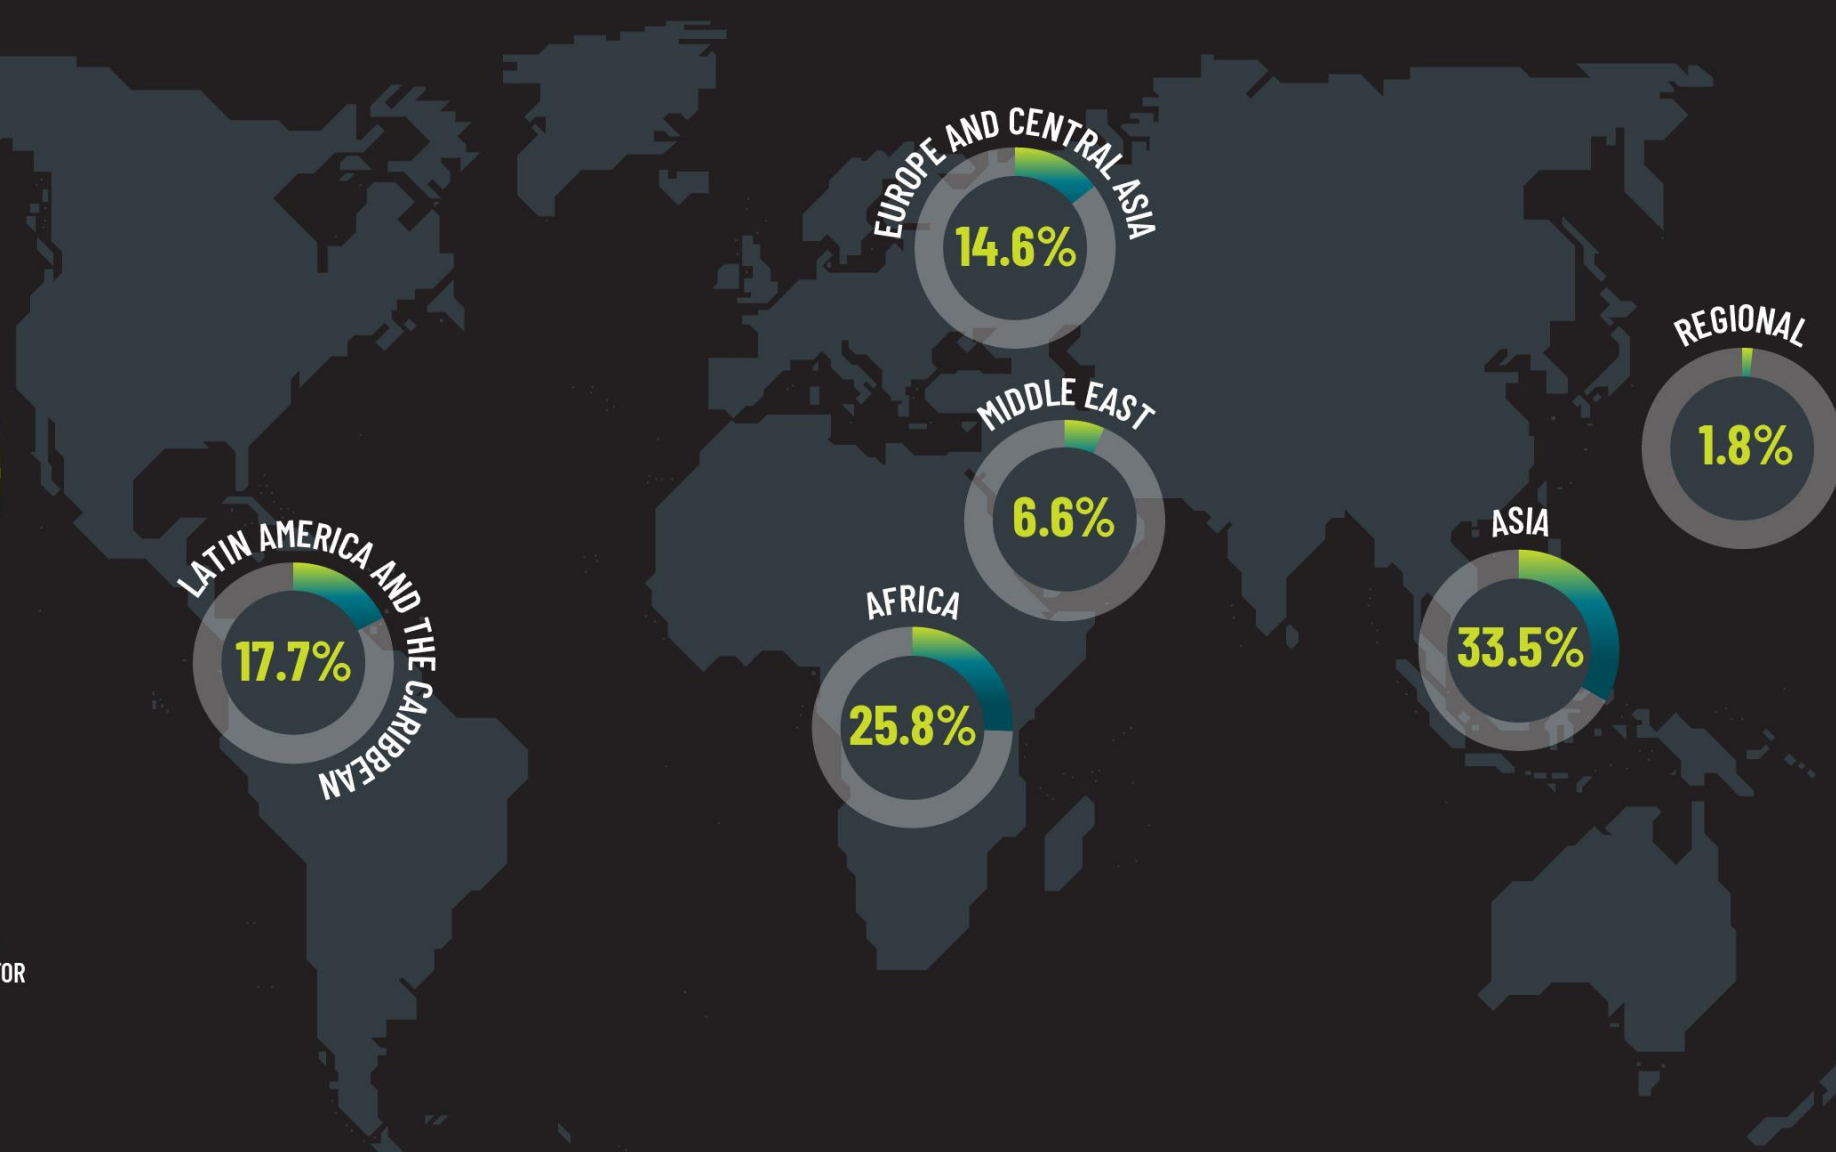 EUROPE AND CENTRAL ASIA
14.6%
REGIONAL
1.8%
MIDDLE EAST
6.6%
ASIA
33.5%
LATIN AMERICA AND THE CARIBBEAN
17.7%
AFRICA
25.8%